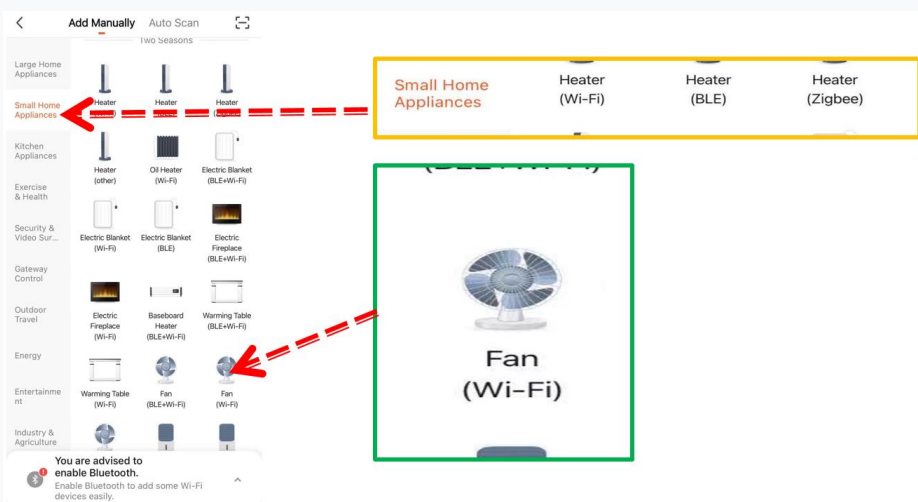 Add Manually Auto Scan
Two Seasons
Large Home
Appliances
Small Home
Appliances
Kitchen
Appliances
Exercise
& Health
Security &
Video Sur...
Gateway
Control
Outdoor
Travel
Energy
Entertainme
nt
Industry &
Agriculture
Heater Heater Heater
Heater
(other)
Oil Heater
(Wi-Fi)
Electric Blanket
(BLE+Wi-Fi)
Electric Blanket
(Wi-Fi)
Electric Blanket
(BLE)
Electric
Fireplace
(BLE+Wi-Fi)
Electric
Fireplace
(Wi-Fi)
Baseboard
Heater
(BLE+Wi-Fi)
Warming Table
(BLE+Wi-Fi)
Warming Table
(Wi-Fi)
Fan
(BLE+Wi-Fi)
Fan
(Wi-Fi)
You are advised to
enable Bluetooth.
Enable Bluetooth to add some Wi-Fi
devices easily.
Small Home
Appliances
Heater
(Wi-Fi)
Heater
(BLE)
Heater
(Zigbee)
Fan
(Wi-Fi)